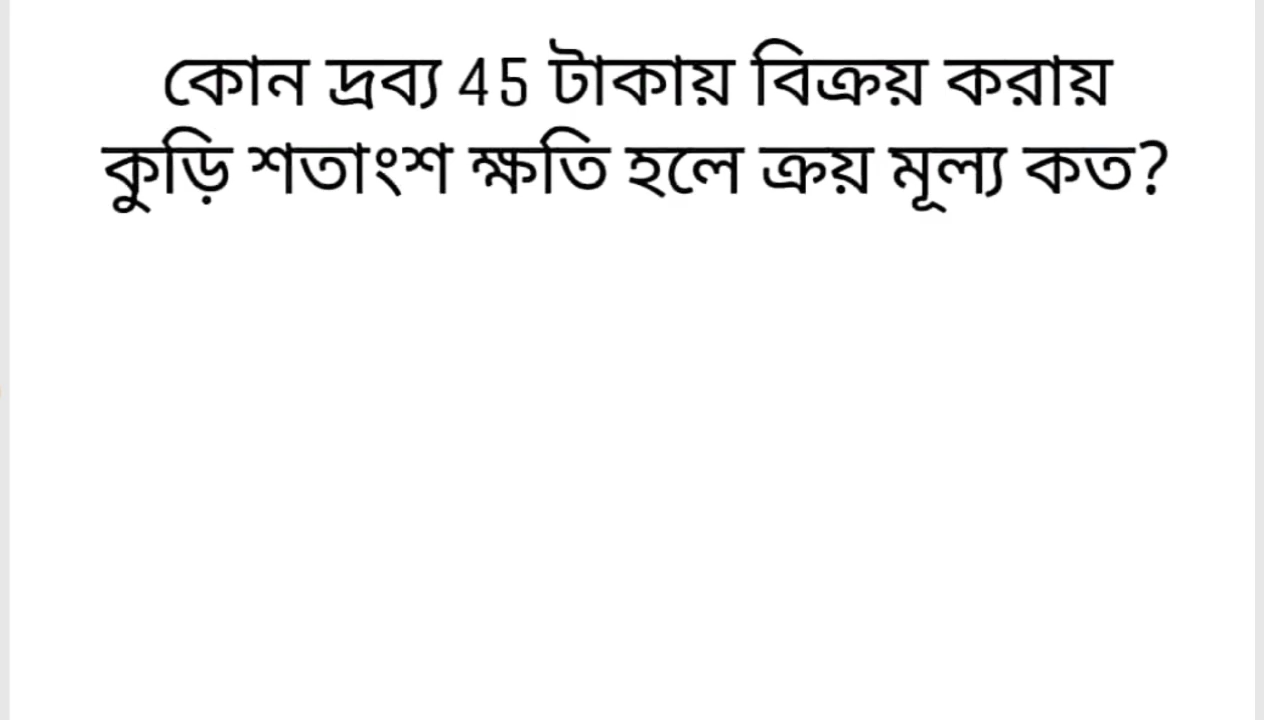 কোন দ্রব্য 45 টাকায় বিক্রয় করায়
কুড়ি শতাংশ ক্ষতি হলে ক্রয় মূল্য কত?